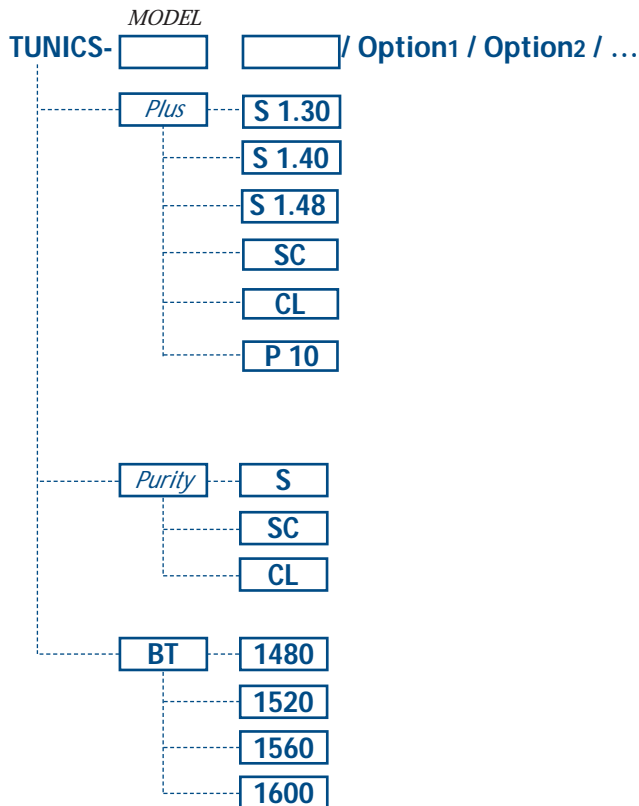 MODEL
TUNICS- / Option1 / Option2 / ...
Plus S 1.30
S 1.40
S 1.48
SC
CL
P 10
Purity S
SC
CL
BT 1480
1520
1560
1600